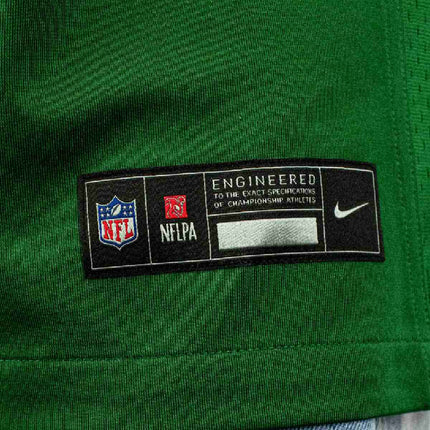 NFL
NFLPA
ENGINEERED
TO THE EXACT SPECIFICATIONS
OF CHAMPIONSHIP ATHLETES